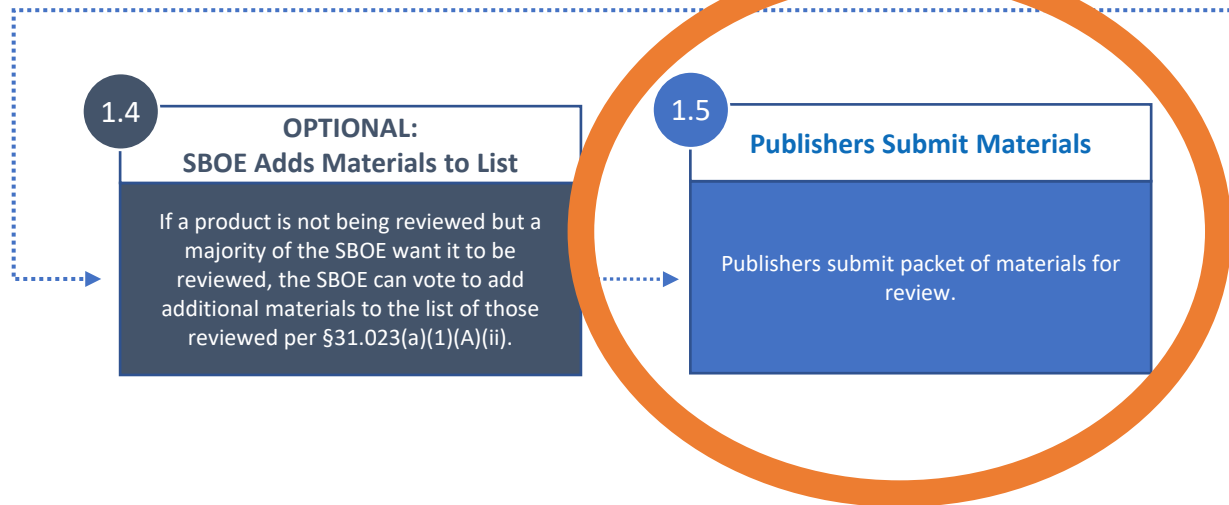 1.4
OPTIONAL:
SBOE Adds Materials to List
If a product is not being reviewed but a
majority of the SBOE want it to be
reviewed, the SBOE can vote to add
additional materials to the list of those
reviewed per §31.023(a)(1)(A)(ii).
1.5
Publishers Submit Materials
Publishers submit packet of materials for
review.